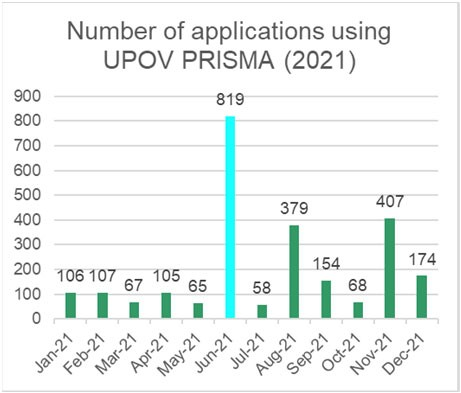 Number of applications using
UPOV PRISMA (2021)
900
800
700
600
500
400
300
200
100
0
106
107
67
105
65
819
58
379
154
68
407
174
Jan-21
Feb-21
Mar-21
Apr-21
May-21
Jun-21
Jul-21
Aug-21
Sep-21
Oct-21
Nov-21
Dec-21